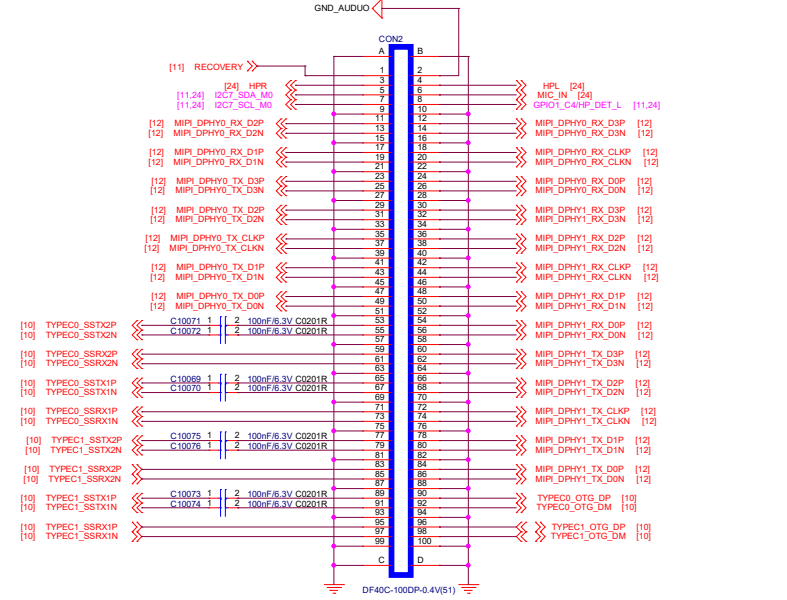 GND_AUDUO
CON2
A B
[11] RECOVERY
1 2
[24] HPR 3 4 HPL [24]
[11,24] I2C7_SDA_M0 5 6 MIC_IN [24]
[11,24] I2C7_SCL_M0 7 8 GPIO1_C4/HP_DET_L [11,24]
9 10
[12] MIPI_DPHY0_RX_D2P 11 12 MIPI_DPHY0_RX_D3P [12]
[12] MIPI_DPHY0_RX_D2N 13 14 MIPI_DPHY0_RX_D3N [12]
15 16
[12] MIPI_DPHY0_RX_D1P 17 18 MIPI_DPHY0_RX_CLKP [12]
[12] MIPI_DPHY0_RX_D1N 19 20 MIPI_DPHY0_RX_CLKN [12]
21 22
[12] MIPI_DPHY0_TX_D3P 23 24 MIPI_DPHY0_RX_D0P [12]
[12] MIPI_DPHY0_TX_D3N 25 26 MIPI_DPHY0_RX_D0N [12]
27 28
[12] MIPI_DPHY0_TX_D2P 29 30 MIPI_DPHY1_RX_D3P [12]
[12] MIPI_DPHY0_TX_D2N 31 32 MIPI_DPHY1_RX_D3N [12]
33 34
[12] MIPI_DPHY0_TX_CLKP 35 36 MIPI_DPHY1_RX_D2P [12]
[12] MIPI_DPHY0_TX_CLKN 37 38 MIPI_DPHY1_RX_D2N [12]
39 40
[12] MIPI_DPHY0_TX_D1P 41 42 MIPI_DPHY1_RX_CLKP [12]
[12] MIPI_DPHY0_TX_D1N 43 44 MIPI_DPHY1_RX_CLKN [12]
45 46
[12] MIPI_DPHY0_TX_D0P 47 48 MIPI_DPHY1_RX_D1P [12]
[12] MIPI_DPHY0_TX_D0N 49 50 MIPI_DPHY1_RX_D1N [12]
51 52
[10] TYPEC0_SSTX2P C10071 1 2 100nF/6.3V C0201R 53 54 MIPI_DPHY1_RX_D0P [12]
[10] TYPEC0_SSTX2N C10072 1 2 100nF/6.3V C0201R 55 56 MIPI_DPHY1_RX_D0N [12]
57 58
[10] TYPEC0_SSRX2P 59 60 MIPI_DPHY1_TX_D3P [12]
[10] TYPEC0_SSRX2N 61 62 MIPI_DPHY1_TX_D3N [12]
63 64
[10] TYPEC0_SSTX1P C10069 1 2 100nF/6.3V C0201R 65 66 MIPI_DPHY1_TX_D2P [12]
[10] TYPEC0_SSTX1N C10070 1 2 100nF/6.3V C0201R 67 68 MIPI_DPHY1_TX_D2N [12]
69 70
[10] TYPEC0_SSRX1P 71 72 MIPI_DPHY1_TX_CLKP [12]
[10] TYPEC0_SSRX1N 73 74 MIPI_DPHY1_TX_CLKN [12]
75 76
[10] TYPEC1_SSTX2P C10075 1 2 100nF/6.3V C0201R 77 78 MIPI_DPHY1_TX_D1P [12]
[10] TYPEC1_SSTX2N C10076 1 2 100nF/6.3V C0201R 79 80 MIPI_DPHY1_TX_D1N [12]
81 82
[10] TYPEC1_SSRX2P 83 84 MIPI_DPHY1_TX_D0P [12]
[10] TYPEC1_SSRX2N 85 86 MIPI_DPHY1_TX_D0N [12]
87 88
[10] TYPEC1_SSTX1P C10073 1 2 100nF/6.3V C0201R 89 90 TYPEC0_OTG_DP [10]
[10] TYPEC1_SSTX1N C10074 1 2 100nF/6.3V C0201R 91 92 TYPEC0_OTG_DM [10]
93 94
[10] TYPEC1_SSRX1P 95 96 TYPEC1_OTG_DP [10]
[10] TYPEC1_SSRX1N 97 98 TYPEC1_OTG_DM [10]
99 100
C D
DF40C-100DP-0.4V(51)